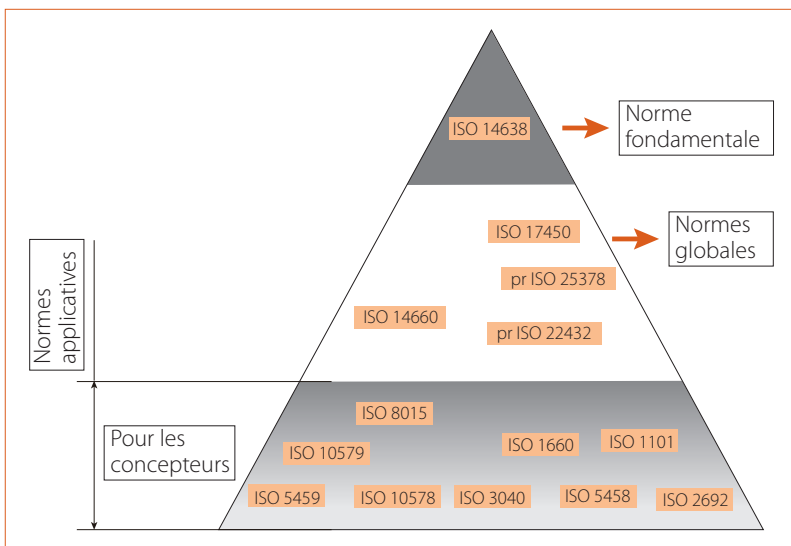 ISO 14638
Norme
fondamentale
ISO 17450
Normes
globales
pr ISO 25378
ISO 14660
pr ISO 22432
Normes
applicatives
Pour les
concepteurs
ISO 8015
ISO 10579
ISO 1660
ISO 1101
ISO 5459
ISO 10578
ISO 3040
ISO 5458
ISO 2692